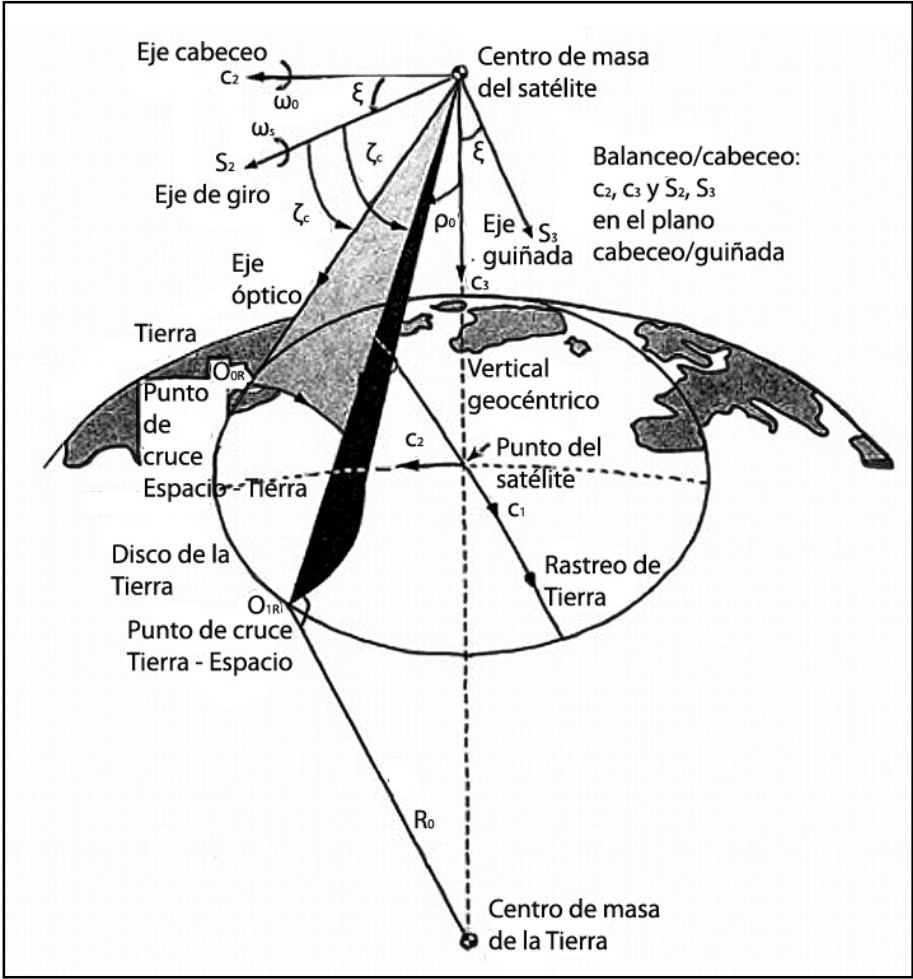 Eje cabeceo
C₂
ω₀
ξ
Centro de masa
del satélite
ωₛ
S₂
Eje de giro
ζc
ζc
ξ
ρ₀
Balanceo/cabeceo:
c₂, c₃ y S₂, S₃
en el plano
cabeceo/guiñada
Eje
guiñada
S₃
C₃
Eje
óptico
Tierra
O₀R
Punto
de
cruce
Espacio - Tierra
Vertical
geocéntrico
C₂
Punto del
satélite
C₁
Disco de la
Tierra
Rastreo de
Tierra
O₁R
Punto de cruce
Tierra - Espacio
R₀
Centro de masa
de la Tierra